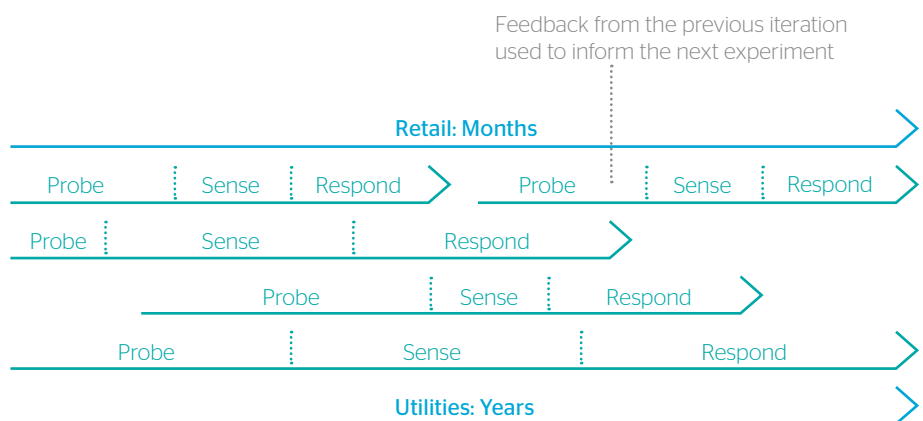 Feedback from the previous iteration
used to inform the next experiment
Retail: Months
Probe Sense Respond Probe Sense Respond
Probe Sense Respond
Probe Sense Respond
Probe Sense Respond
Utilities: Years